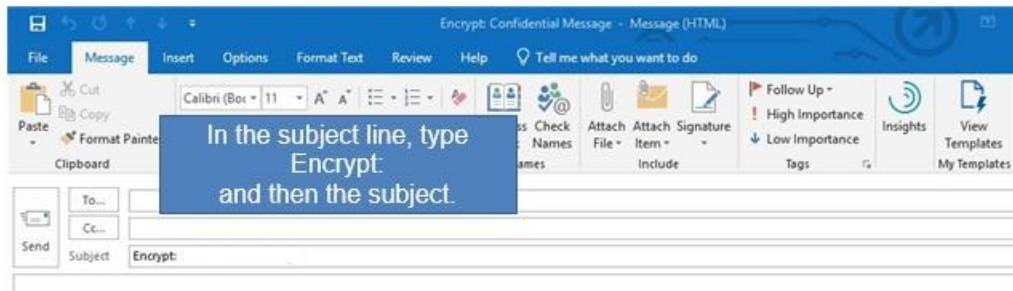 Encrypt: Confidential Message - Message (HTML)
File Message Insert Options Format Text Review Help Tell me what you want to do
Paste
Cut
Copy
Format Painte
Clipboard
Calibri (Boc 11
In the subject line, type
Encrypt:
and then the subject.
Check
Names
ames
Attach
File
Attach
Item
Signature
Include
Follow Up
High Importance
Low Importance
Tags
Insights
View
Templates
My Templates
Send
To...
Cc...
Subject Encrypt: